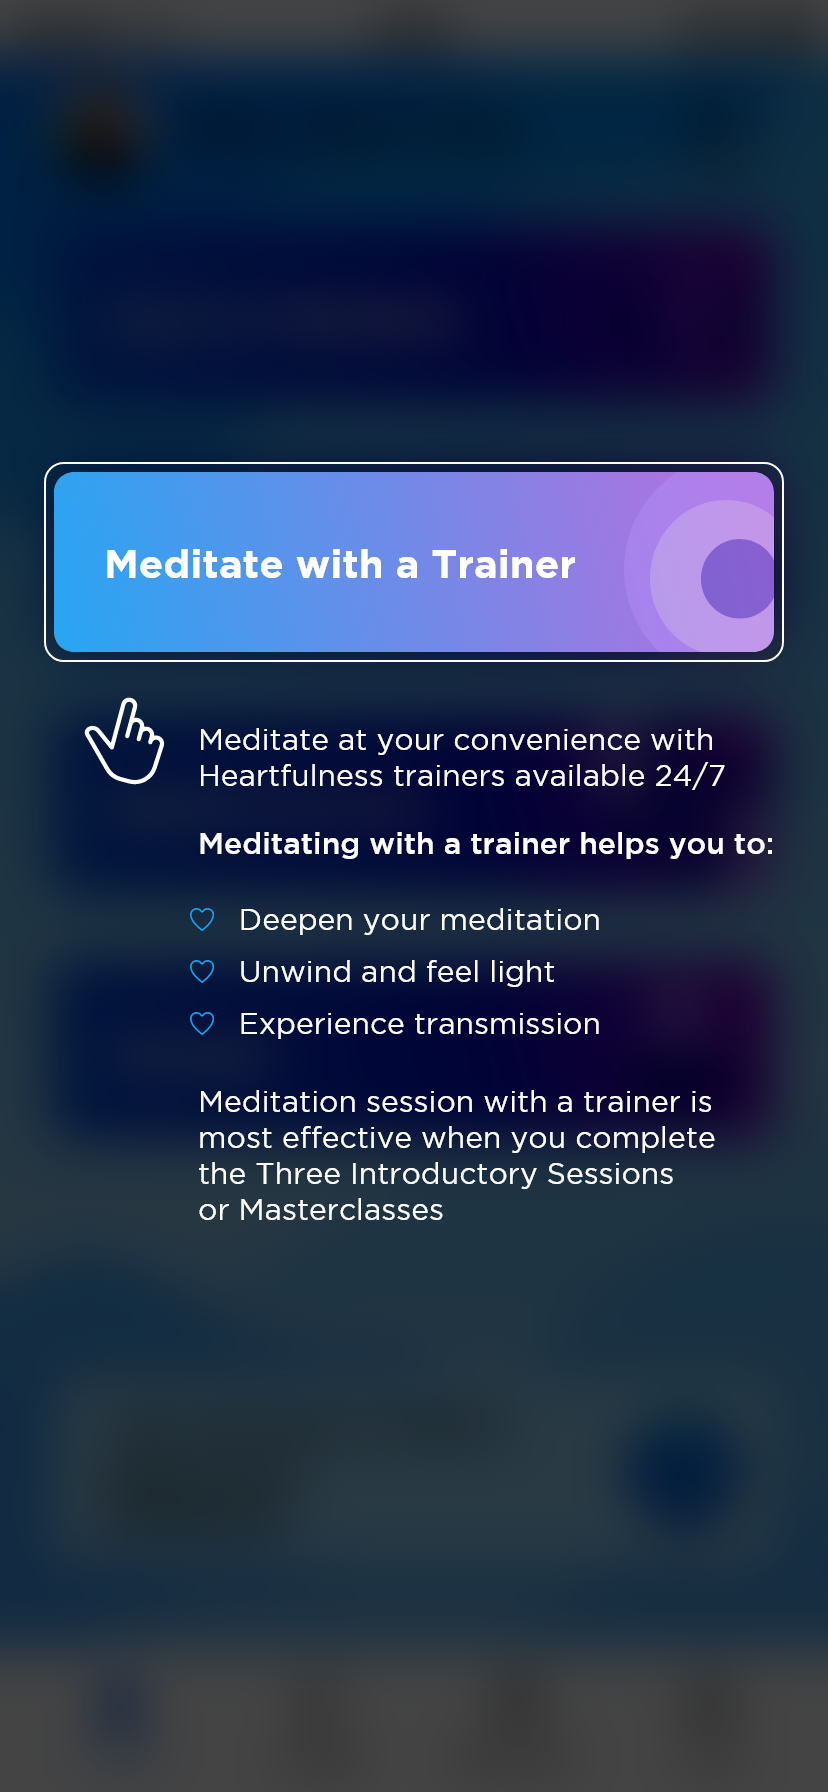 Meditate with a Trainer
Meditate at your convenience with
Heartfulness trainers available 24/7
Meditating with a trainer helps you to:
Deepen your meditation
Unwind and feel light
Experience transmission
Meditation session with a trainer is
most effective when you complete
the Three Introductory Sessions
or Masterclasses